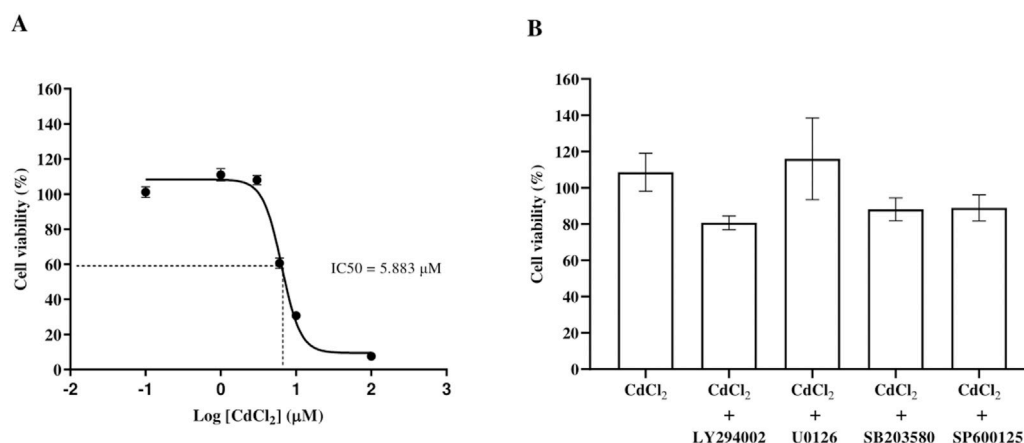 A
160
140
120
100
80
60
40
20
0
Cell viability (%)
IC50 = 5.883 μM
-2 -1 0 1 2 3
Log [CdCl₂] (μM)
B
160
140
120
100
80
60
40
20
0
Cell viability (%)
CdCl₂ CdCl₂ CdCl₂ CdCl₂ CdCl₂
+ + + +
LY294002 U0126 SB203580 SP600125